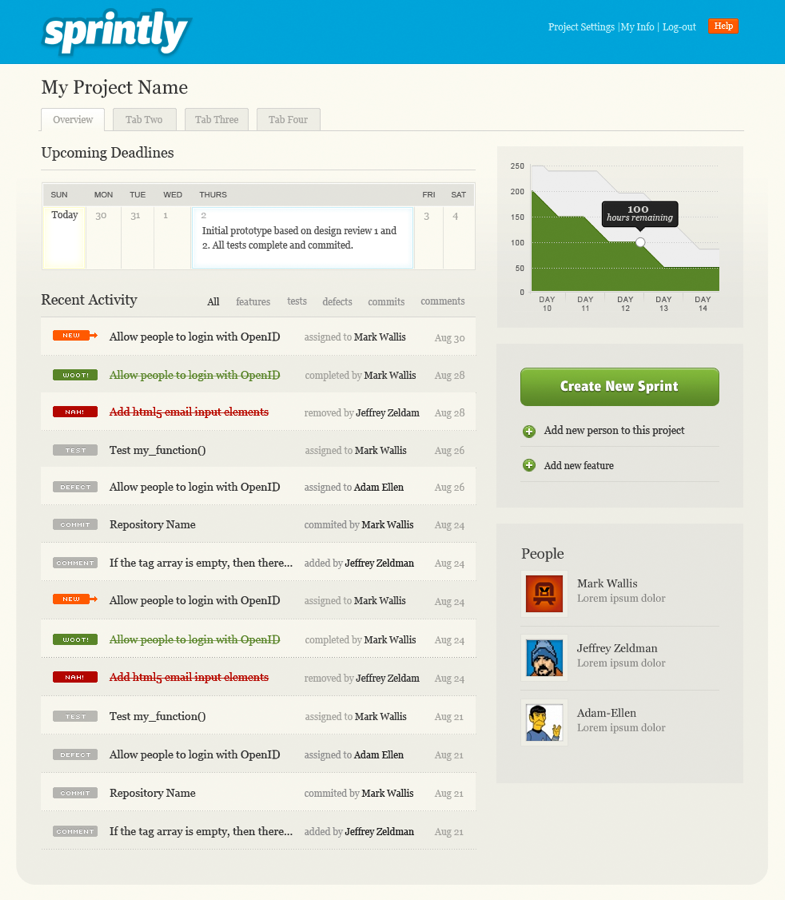 sprintly
Project Settings |My Info | Log-out Help
My Project Name
Overview Tab Two Tab Three Tab Four
Upcoming Deadlines
SUN MON TUE WED THURS FRI SAT
Today 30 31 1 2 3 4
Initial prototype based on design review 1 and
2. All tests complete and commited.
Recent Activity All features tests defects commits comments
NEW Allow people to login with OpenID assigned to Mark Wallis Aug 30
WOOT! Allow people to login with OpenID completed by Mark Wallis Aug 28
NAH! Add html5 email input elements removed by Jeffrey Zeldam Aug 28
TEST Test my_function() assigned to Mark Wallis Aug 26
DEFECT Allow people to login with OpenID assigned to Adam Ellen Aug 26
COMMIT Repository Name commited by Mark Wallis Aug 24
COMMENT If the tag array is empty, then there... added by Jeffrey Zeldman Aug 24
NEW Allow people to login with OpenID assigned to Mark Wallis Aug 24
WOOT! Allow people to login with OpenID completed by Mark Wallis Aug 24
NAH! Add html5 email input elements removed by Jeffrey Zeldam Aug 24
TEST Test my_function() assigned to Mark Wallis Aug 21
DEFECT Allow people to login with OpenID assigned to Adam Ellen Aug 21
COMMIT Repository Name commited by Mark Wallis Aug 21
COMMENT If the tag array is empty, then there... added by Jeffrey Zeldman Aug 21
250
200
150
100
50
0
100
hours remaining
DAY DAY DAY DAY DAY
10 11 12 13 14
Create New Sprint
Add new person to this project
Add new feature
People
Mark Wallis
Lorem ipsum dolor
Jeffrey Zeldman
Lorem ipsum dolor
Adam-Ellen
Lorem ipsum dolor